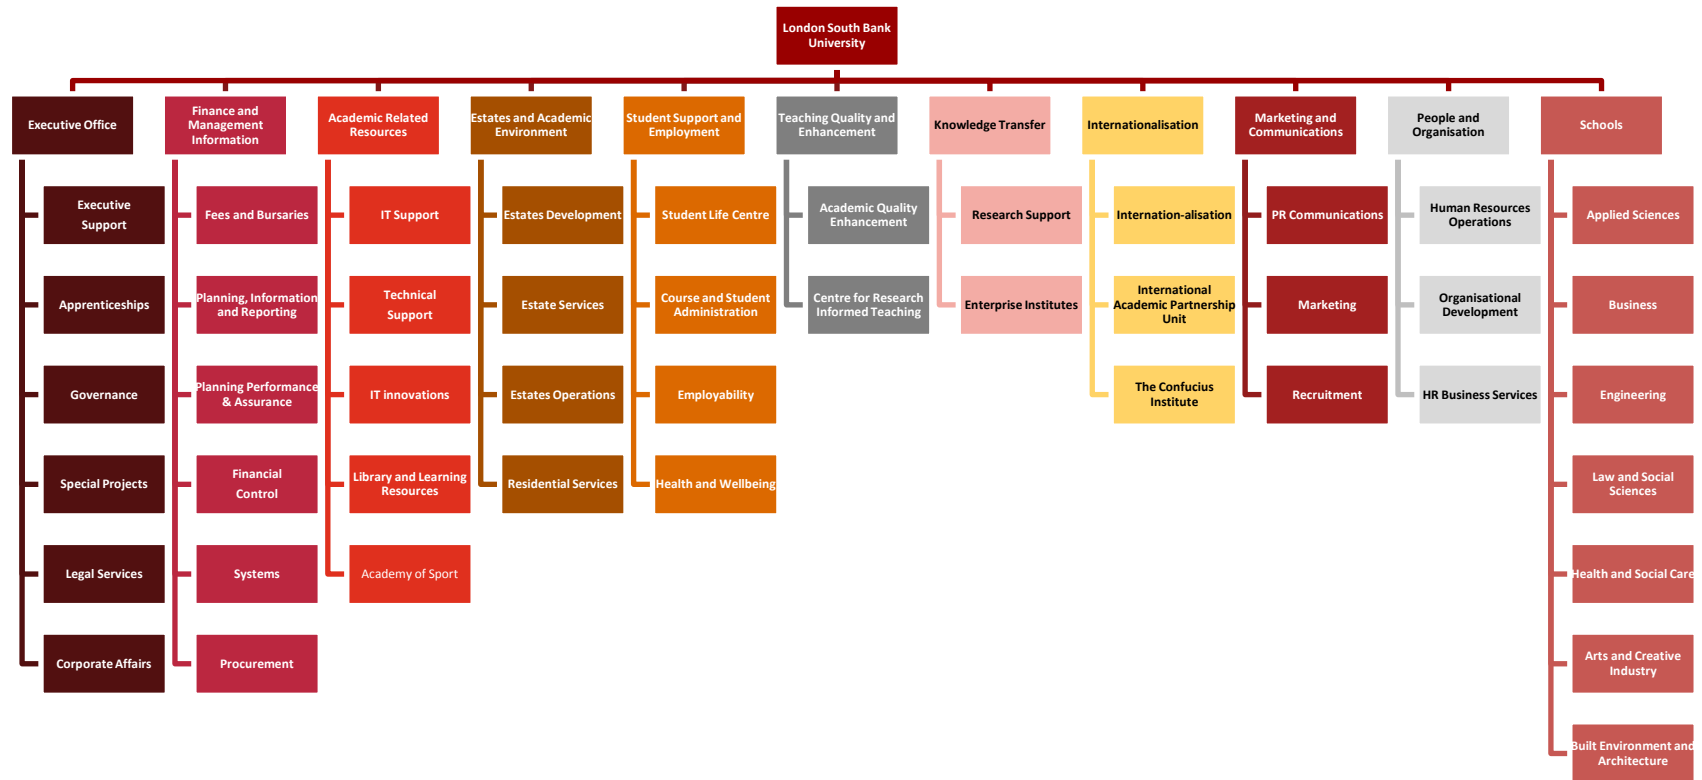 London South Bank
University
Executive Office
Finance and
Management
Information
Academic Related
Resources
Estates and Academic
Environment
Student Support and
Employment
Teaching Quality and
Enhancement
Knowledge Transfer
Internationalisation
Marketing and
Communications
People and
Organisation
Schools
Executive
Support
Fees and Bursaries
IT Support
Estates Development
Student Life Centre
Academic Quality
Enhancement
Research Support
Internation-alisation
PR Communications
Human Resources
Operations
Applied Sciences
Apprenticeships
Planning, Information
and Reporting
Technical
Support
Estate Services
Course and Student
Administration
Centre for Research
Informed Teaching
Enterprise Institutes
International
Academic Partnership
Unit
Marketing
Organisational
Development
Business
Governance
Planning Performance
& Assurance
IT innovations
Estates Operations
Employability
The Confucius
Institute
Recruitment
HR Business Services
Engineering
Special Projects
Financial
Control
Library and Learning
Resources
Residential Services
Health and Wellbeing
Law and Social
Sciences
Legal Services
Systems
Academy of Sport
Health and Social Care
Corporate Affairs
Procurement
Arts and Creative
Industry
Built Environment and
Architecture